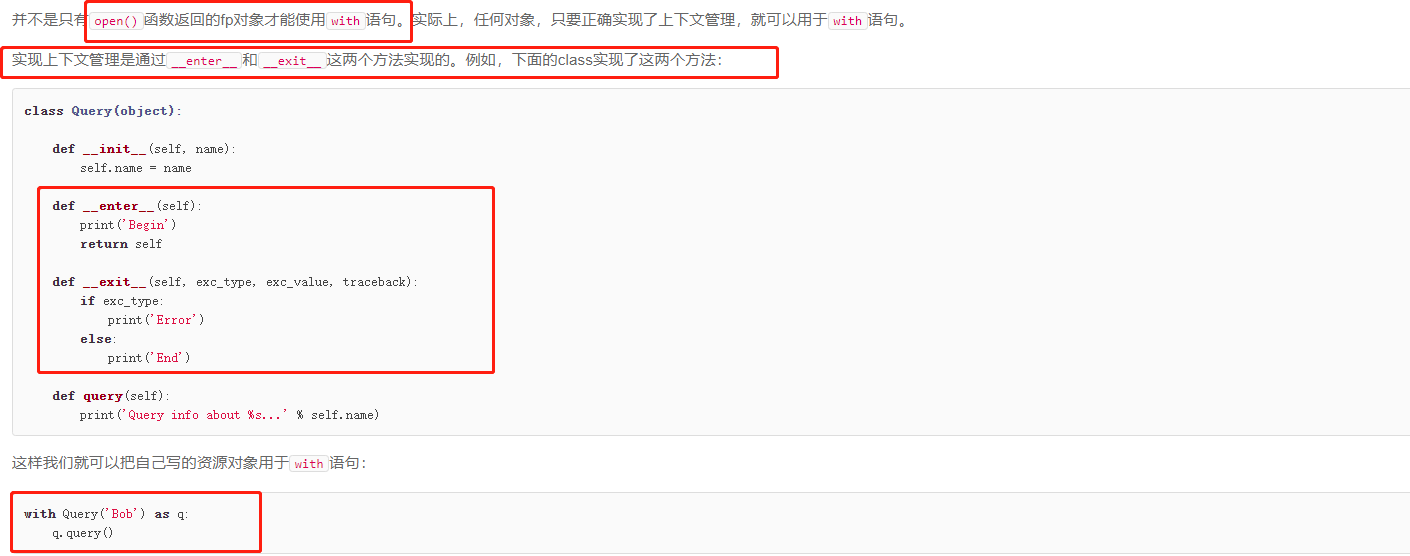 并不是只有open()函数返回的fp对象才能使用with语句。实际上，任何对象，只要正确实现了上下文管理，就可以用于with语句。
实现上下文管理是通过__enter__和__exit__这两个方法实现的。例如，下面的class实现了这两个方法：
class Query(object):
    def __init__(self, name):
        self.name = name
    def __enter__(self):
        print('Begin')
        return self
    def __exit__(self, exc_type, exc_value, traceback):
        if exc_type:
            print('Error')
        else:
            print('End')
    def query(self):
        print('Query info about %s...' % self.name)
这样我们就可以把自己写的资源对象用于with语句：
with Query('Bob') as q:
    q.query()